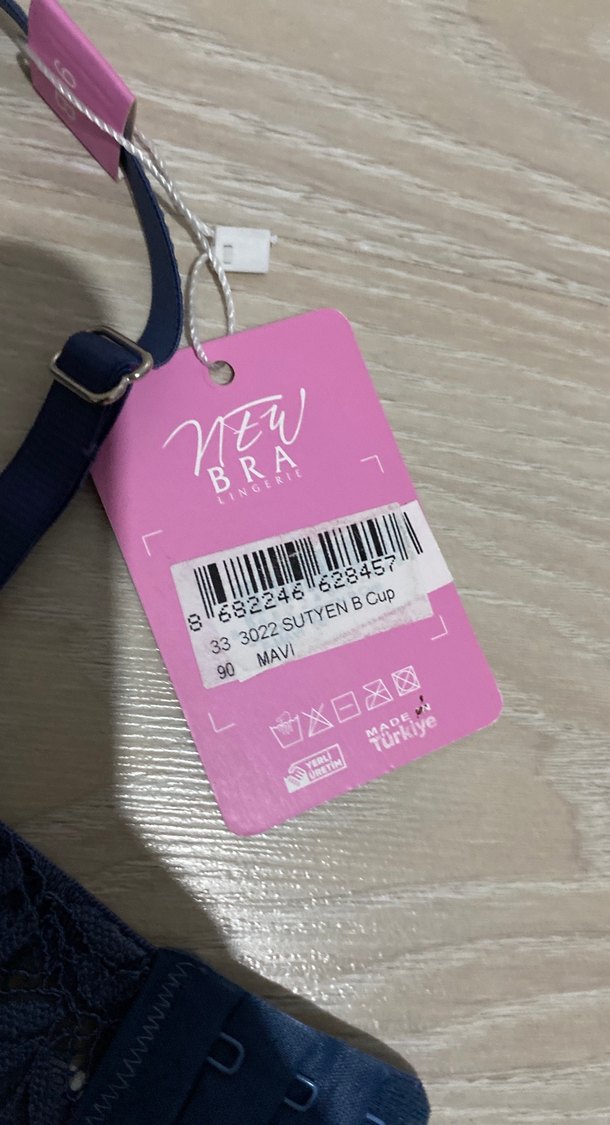 NEW
BRA
LINGERIE
8 682246 628457
33 3022 SUTYEN B Cup
90 MAVI
MADE IN
Türkiye
YERLİ
ÜRETİM